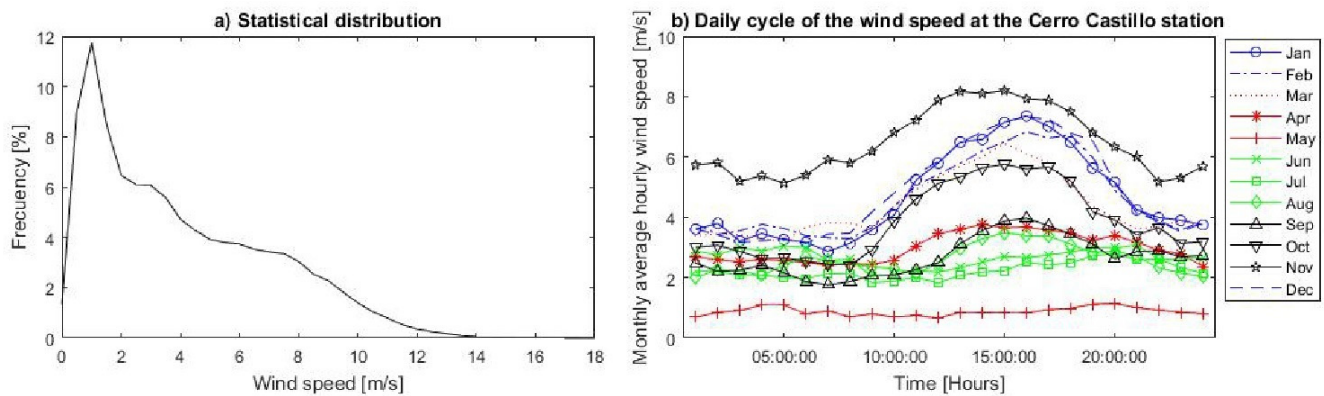 a) Statistical distribution
12
10
8
6
4
2
0
Frecuency [%]
0 2 4 6 8 10 12 14 16 18
Wind speed [m/s]
b) Daily cycle of the wind speed at the Cerro Castillo station
10
8
6
4
2
0
Monthly average hourly wind speed [m/s]
05:00:00 10:00:00 15:00:00 20:00:00
Time [Hours]
Jan
Feb
Mar
Apr
May
Jun
Jul
Aug
Sep
Oct
Nov
Dec